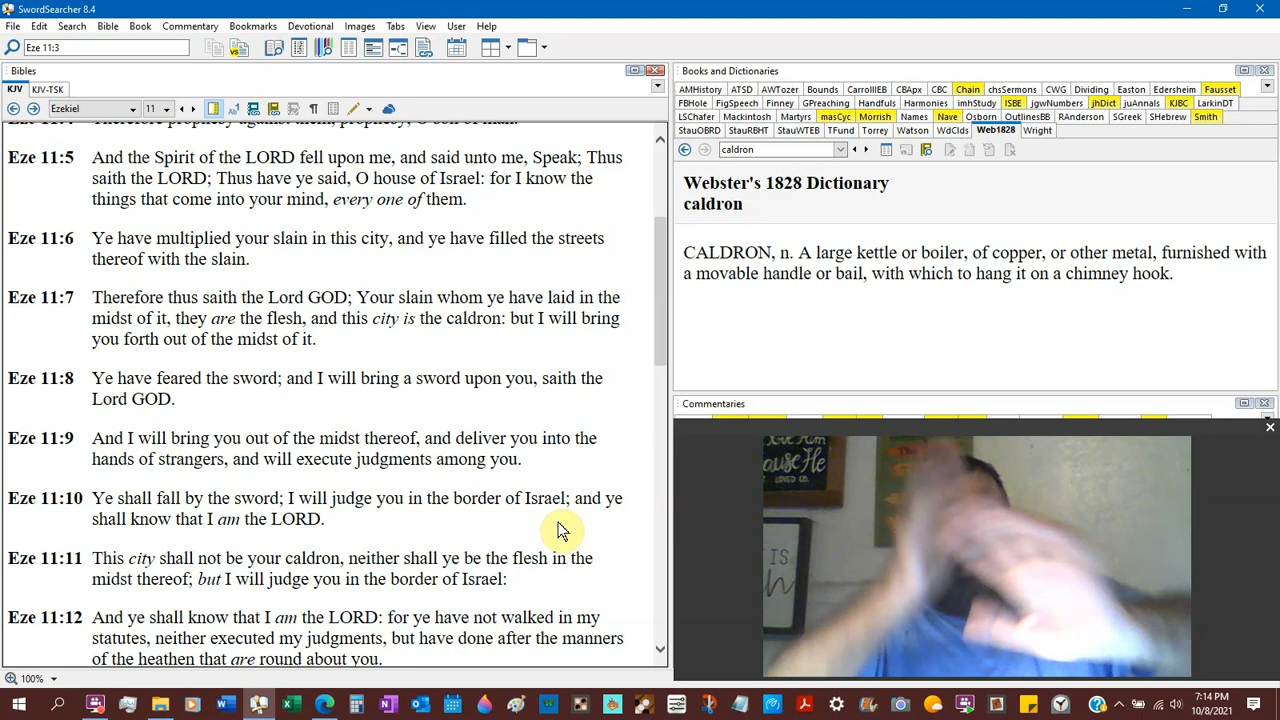 SwordSearcher 8.4
File Edit Search Bible Book Commentary Bookmarks Devotional Images Tabs View User Help
Eze 11:3
Bibles
KJV KJV-TSK
Ezekiel 11
Therefore prophesy against them, prophesy, O son of man.
Eze 11:5 And the Spirit of the LORD fell upon me, and said unto me, Speak; Thus
saith the LORD; Thus have ye said, O house of Israel: for I know the
things that come into your mind, every one of them.
Eze 11:6 Ye have multiplied your slain in this city, and ye have filled the streets
thereof with the slain.
Eze 11:7 Therefore thus saith the Lord GOD; Your slain whom ye have laid in the
midst of it, they are the flesh, and this city is the caldron: but I will bring
you forth out of the midst of it.
Eze 11:8 Ye have feared the sword; and I will bring a sword upon you, saith the
Lord GOD.
Eze 11:9 And I will bring you out of the midst thereof, and deliver you into the
hands of strangers, and will execute judgments among you.
Eze 11:10 Ye shall fall by the sword; I will judge you in the border of Israel; and ye
shall know that I am the LORD.
Eze 11:11 This city shall not be your caldron, neither shall ye be the flesh in the
midst thereof; but I will judge you in the border of Israel:
Eze 11:12 And ye shall know that I am the LORD: for ye have not walked in my
statutes, neither executed my judgments, but have done after the manners
of the heathen that are round about you.
100%
Books and Dictionaries
AMHistory ATSD AWTozer Bounds CarrollEIB CBApx CBC Chain chsSermons CWG Dividing Easton Edersheim Fausset
FBHole FigSpeech Finney GPreaching Handfuls Harmonies imhStudy ISBE jgwNumbers jhDict juAnnals KJBC LarkinDT
LSChafer Mackintosh Martyrs masCyc Morrish Names Nave Osborn OutlinesBB RAnderson SGreek SHebrew Smith
StauOBRD StauRBHT StauWTEB TFund Torrey Watson WdClds Web1828 Wright
caldron
Webster's 1828 Dictionary
caldron
CALDRON, n. A large kettle or boiler, of copper, or other metal, furnished with
a movable handle or bail, with which to hang it on a chimney hook.
Commentaries
cause He
LOVED US.
IS
7:14 PM
10/8/2021